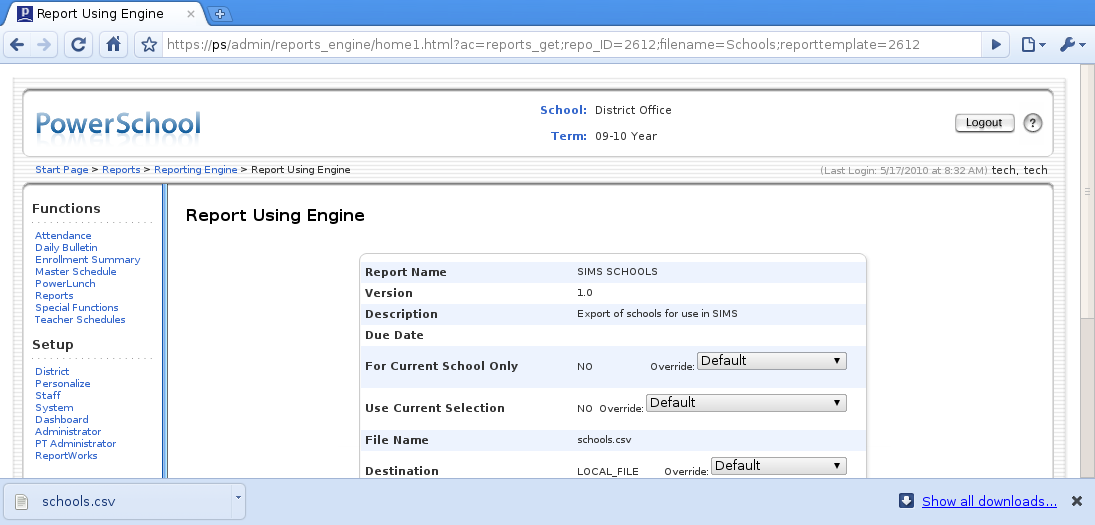 Report Using Engine
https://ps/admin/reports_engine/home1.html?ac=reports_get;repo_ID=2612;filename=Schools;reporttemplate=2612
PowerSchool
School: District Office
Term: 09-10 Year
Logout ?
Start Page > Reports > Reporting Engine > Report Using Engine
(Last Login: 5/17/2010 at 8:32 AM) tech, tech
Functions
Attendance
Daily Bulletin
Enrollment Summary
Master Schedule
PowerLunch
Reports
Special Functions
Teacher Schedules
Setup
District
Personalize
Staff
System
Dashboard
Administrator
PT Administrator
ReportWorks
Report Using Engine
Report Name SIMS SCHOOLS
Version 1.0
Description Export of schools for use in SIMS
Due Date
For Current School Only NO Override: Default
Use Current Selection NO Override: Default
File Name schools.csv
Destination LOCAL_FILE Override: Default
schools.csv
Show all downloads...